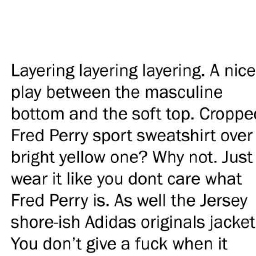 Layering layering layering. A nice
play between the masculine
bottom and the soft top. Cropped
Fred Perry sport sweatshirt over
bright yellow one? Why not. Just
wear it like you dont care what
Fred Perry is. As well the Jersey
shore-ish Adidas originals jacket
You don't give a fuck when it